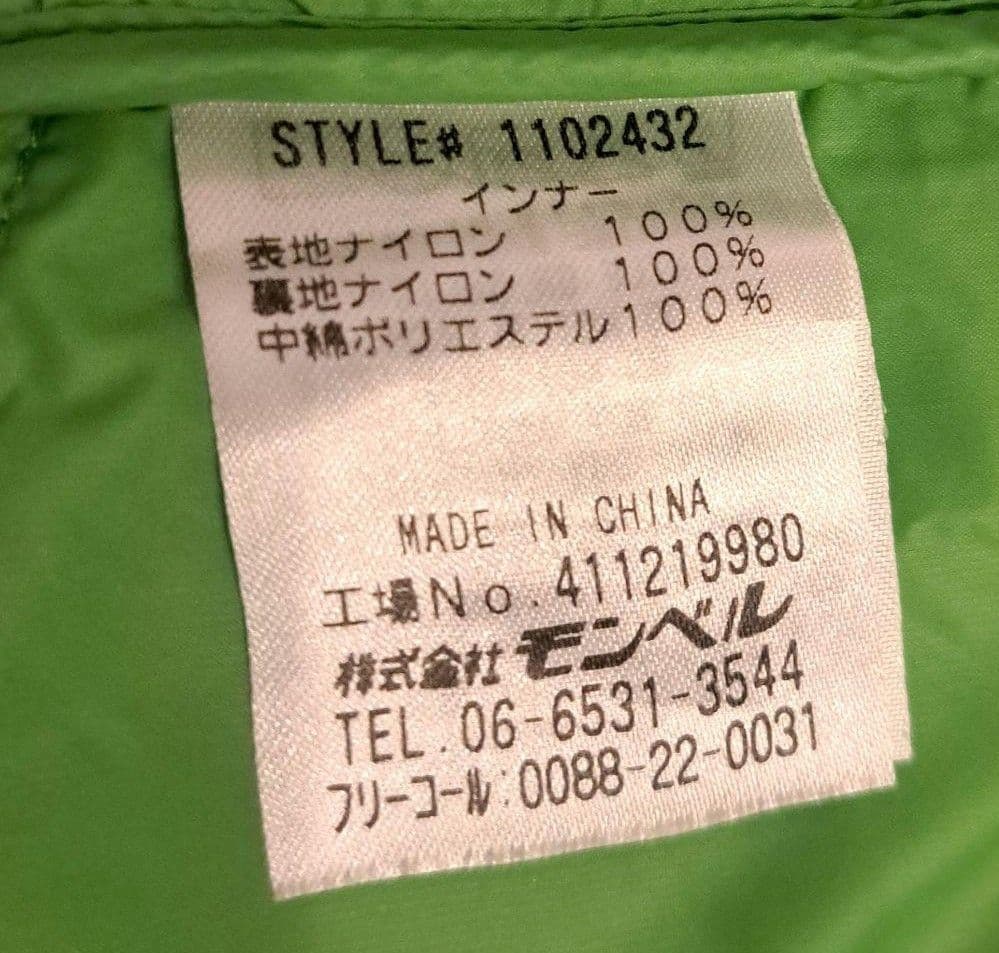 STYLE# 1102432
インナー
表地ナイロン 100%
裏地ナイロン 100%
中綿ポリエステル100%
MADE IN CHINA
工場No.411219980
株式会社モンベル
TEL.06-6531-3544
フリーコール:0088-22-0031